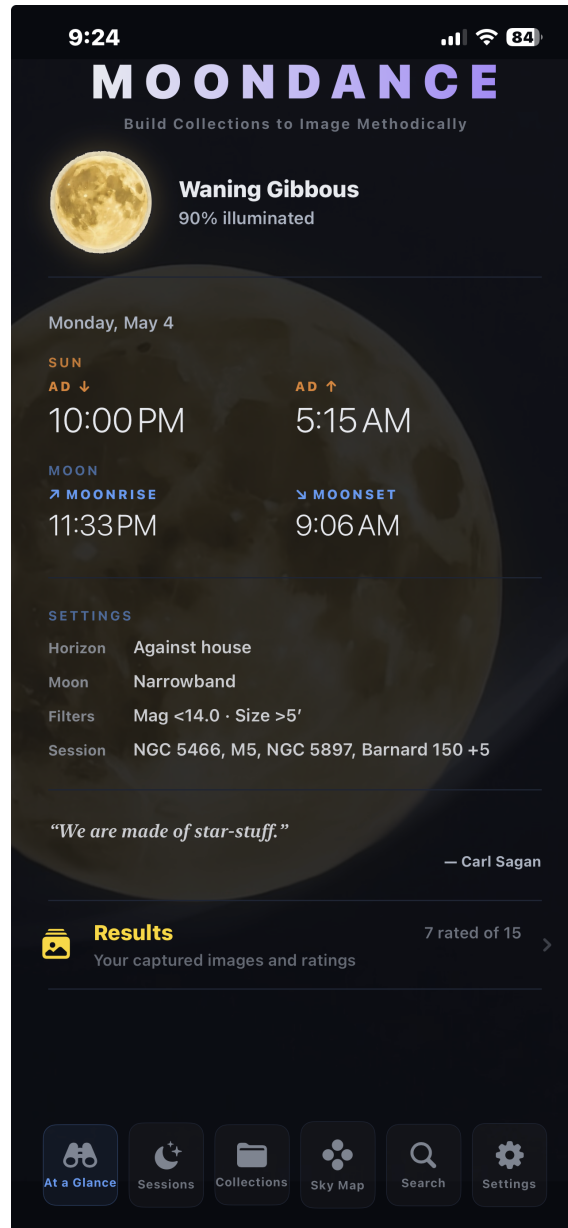 9:24
84
MOONDANCE
Build Collections to Image Methodically
Waning Gibbous
90% illuminated
Monday, May 4
SUN
AD ↓ AD ↑
10:00 PM 5:15 AM
MOON
↗ MOONRISE ↘ MOONSET
11:33 PM 9:06 AM
SETTINGS
Horizon Against house
Moon Narrowband
Filters Mag <14.0 · Size >5′
Session NGC 5466, M5, NGC 5897, Barnard 150 +5
“We are made of star-stuff.”
— Carl Sagan
Results 7 rated of 15
Your captured images and ratings
At a Glance Sessions Collections Sky Map Search Settings